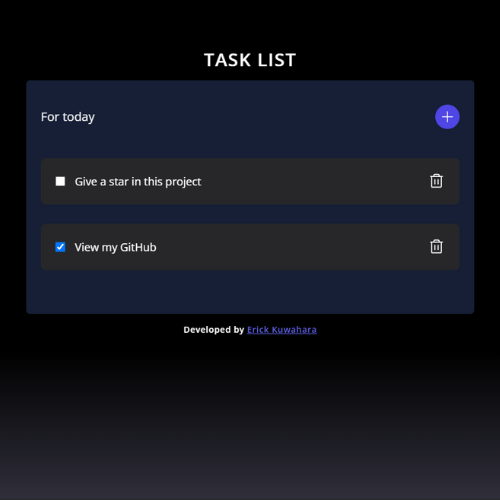 TASK LIST
For today
Give a star in this project
View my GitHub
Developed by Erick Kuwahara